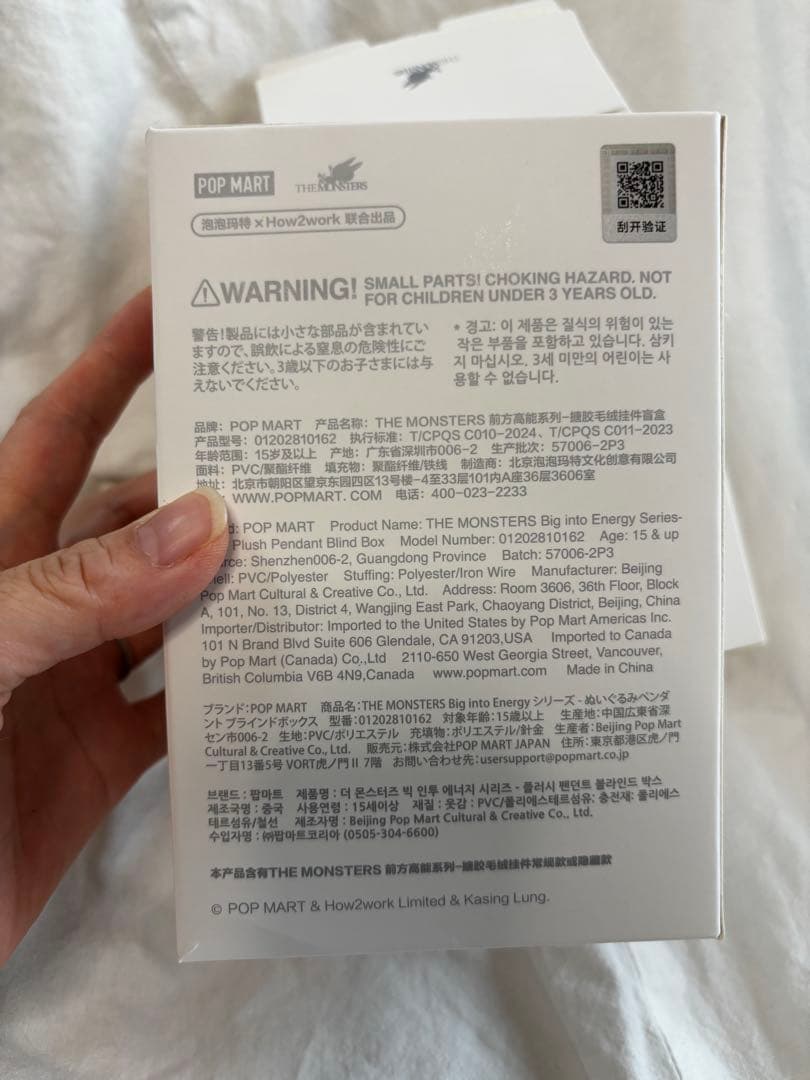 THE MONSTERS
POP MART THE MONSTERS
泡泡玛特×How2work 联合出品
刮开验证
WARNING! SMALL PARTS! CHOKING HAZARD. NOT
FOR CHILDREN UNDER 3 YEARS OLD.
警告!製品には小さな部品が含まれてい
ますので、誤飲による窒息の危険性にご
注意ください。3歳以下のお子さまには与
えないでください。
* 경고: 이 제품은 질식의 위험이 있는
작은 부품을 포함하고 있습니다. 삼키
지 마십시오. 3세 미만의 어린이는 사
용할 수 없습니다.
品牌：POP MART 产品名称：THE MONSTERS 前方高能系列-搪胶毛绒挂件盲盒
产品型号：01202810162 执行标准：T/CPQS C010-2024、T/CPQS C011-2023
年龄范围：15岁及以上 产地：广东省深圳市006-2 生产批次：57006-2P3
面料：PVC/聚酯纤维 填充物：聚酯纤维/铁线 制造商：北京泡泡玛特文化创意有限公司
地址：北京市朝阳区望京东园四区13号楼-4至33层101内A座36层3606室
WWW.POPMART.COM 电话：400-023-2233
d: POP MART Product Name: THE MONSTERS Big into Energy Series-
Plush Pendant Blind Box Model Number: 01202810162 Age: 15 & up
rce: Shenzhen006-2, Guangdong Province Batch: 57006-2P3
ell: PVC/Polyester Stuffing: Polyester/Iron Wire Manufacturer: Beijing
Pop Mart Cultural & Creative Co., Ltd. Address: Room 3606, 36th Floor, Block
A, 101, No. 13, District 4, Wangjing East Park, Chaoyang District, Beijing, China
Importer/Distributor: Imported to the United States by Pop Mart Americas Inc.
101 N Brand Blvd Suite 606 Glendale, CA 91203,USA Imported to Canada
by Pop Mart (Canada) Co.,Ltd 2110-650 West Georgia Street, Vancouver,
British Columbia V6B 4N9,Canada www.popmart.com Made in China
ブランド：POP MART 商品名：THE MONSTERS Big into Energy シリーズ - ぬいぐるみペンダ
ント ブラインドボックス 型番：01202810162 対象年齢：15歳以上 生産地：中国広東省深
セン市006-2 生地：PVC/ポリエステル 充填物：ポリエステル/針金 生産者：Beijing Pop Mart
Cultural & Creative Co., Ltd. 販売元：株式会社POP MART JAPAN 住所：東京都港区虎ノ門
一丁目13番5号 VORT虎ノ門 II 7階 お問い合わせ先：usersupport@popmart.co.jp
브랜드 : 팝마트 제품명 : 더 몬스터즈 빅 인투 에너지 시리즈 - 플러시 펜던트 블라인드 박스
제조국명 : 중국 사용연령 : 15세이상 재질 : 옷감 : PVC/폴리에스테르섬유; 충전재: 폴리에스
테르섬유/철선 제조자명 : Beijing Pop Mart Cultural & Creative Co., Ltd.
수입자명 : ㈜팝마트코리아 (0505-304-6600)
本产品含有THE MONSTERS 前方高能系列-搪胶毛绒挂件常规款或隐藏款
© POP MART & How2work Limited & Kasing Lung.